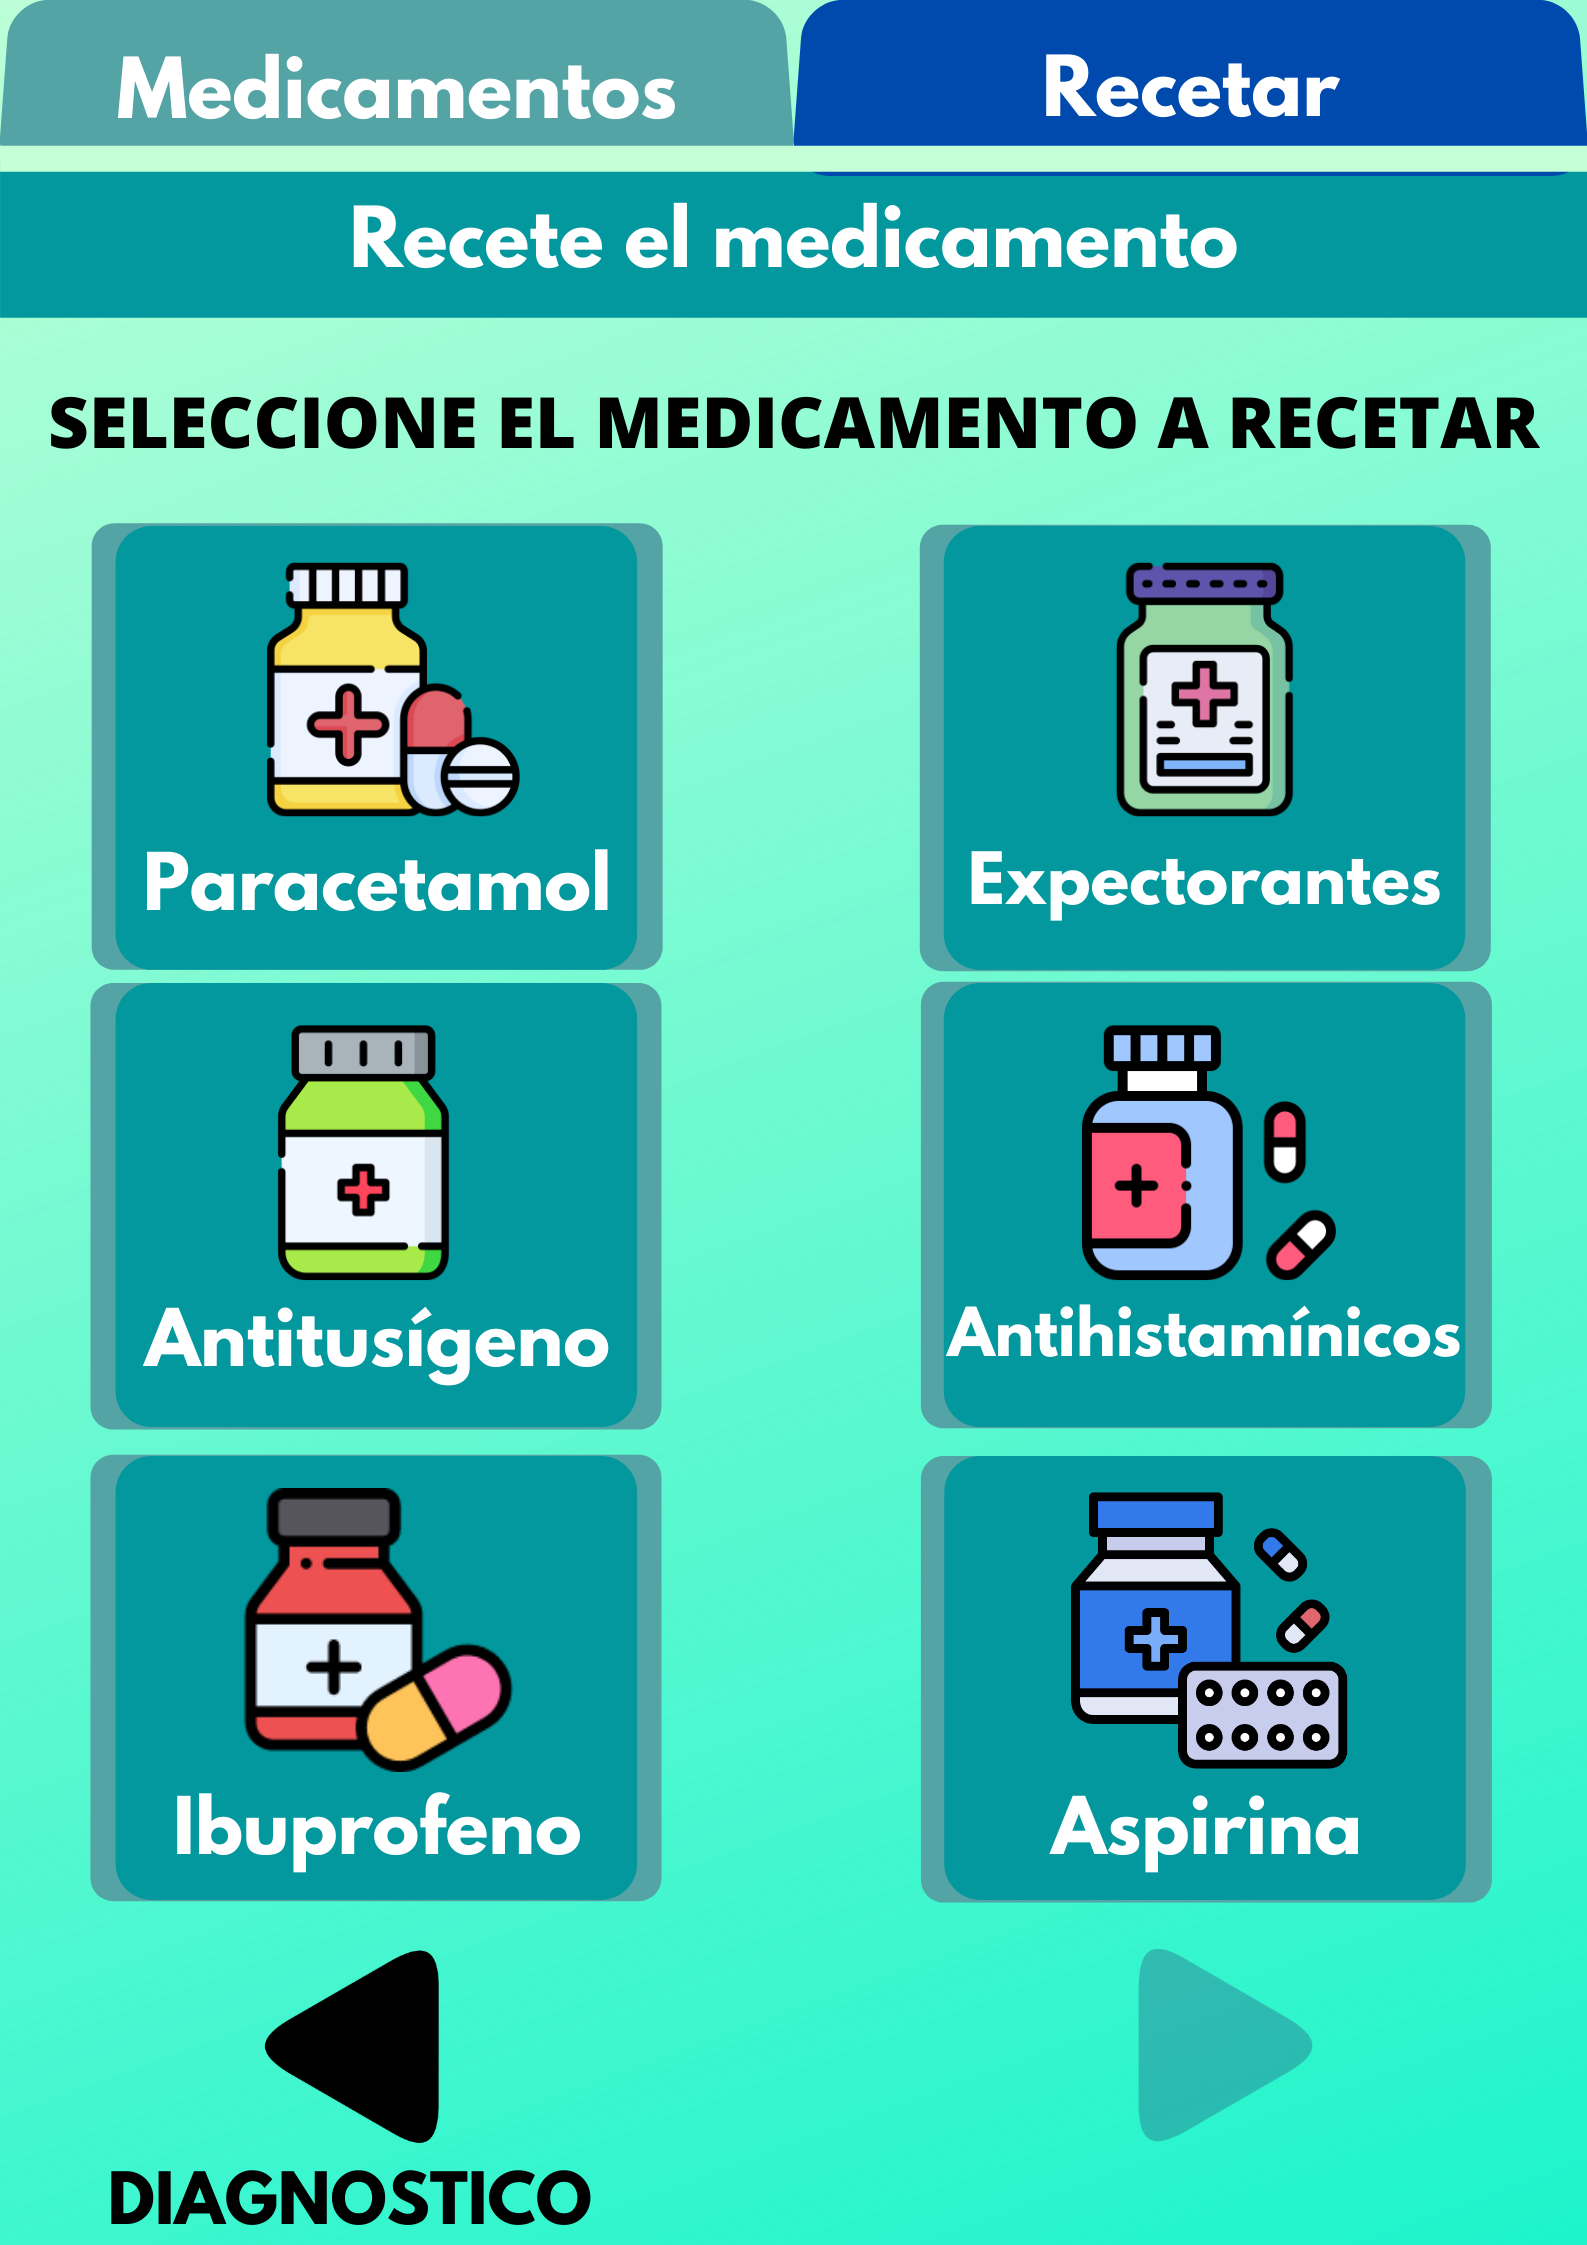 Medicamentos
Recetar
Recete el medicamento
SELECCIONE EL MEDICAMENTO A RECETAR
Paracetamol
Expectorantes
Antitusígeno
Antihistamínicos
Ibuprofeno
Aspirina
DIAGNOSTICO